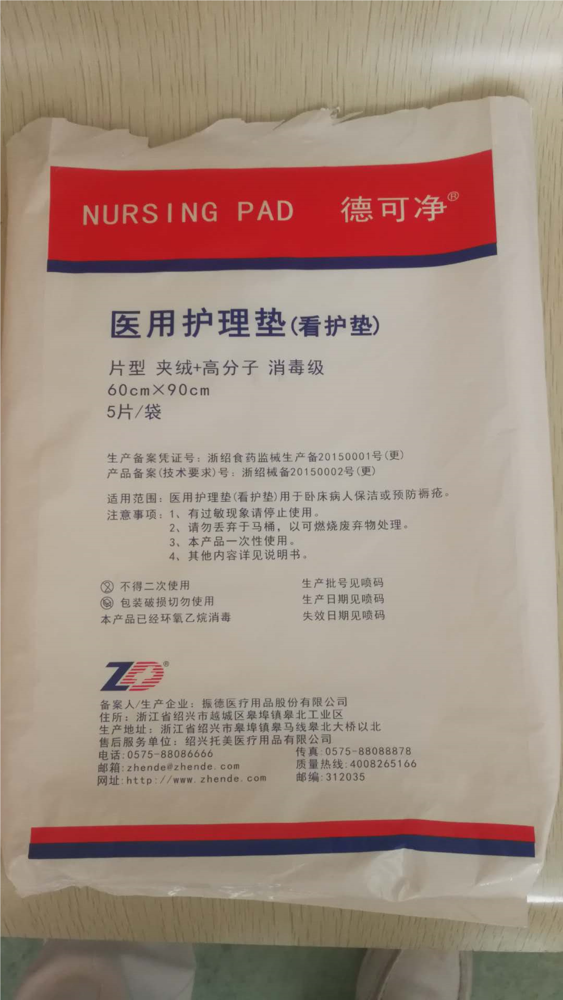 NURSING PAD 德可净®
医用护理垫(看护垫)
片型 夹绒+高分子 消毒级
60cm×90cm
5片/袋
生产备案凭证号：浙绍食药监械生产备20150001号(更)
产品备案(技术要求)号：浙绍械备20150002号(更)
适用范围：医用护理垫(看护垫)用于卧床病人保洁或预防褥疮。
注意事项：1、有过敏现象请停止使用。
2、请勿丢弃于马桶，以可燃烧废弃物处理。
3、本产品一次性使用。
4、其他内容详见说明书。
不得二次使用 生产批号见喷码
包装破损切勿使用 生产日期见喷码
本产品已经环氧乙烷消毒 失效日期见喷码
ZD®
备案人/生产企业：振德医疗用品股份有限公司
住所：浙江省绍兴市越城区皋埠镇皋北工业区
生产地址：浙江省绍兴市皋埠镇皋马线皋北大桥以北
售后服务单位：绍兴托美医疗用品有限公司
电话:0575-88086666 传真:0575-88088878
邮箱:zhende@zhende.com 质量热线:4008265166
网址:http://www.zhende.com 邮编:312035